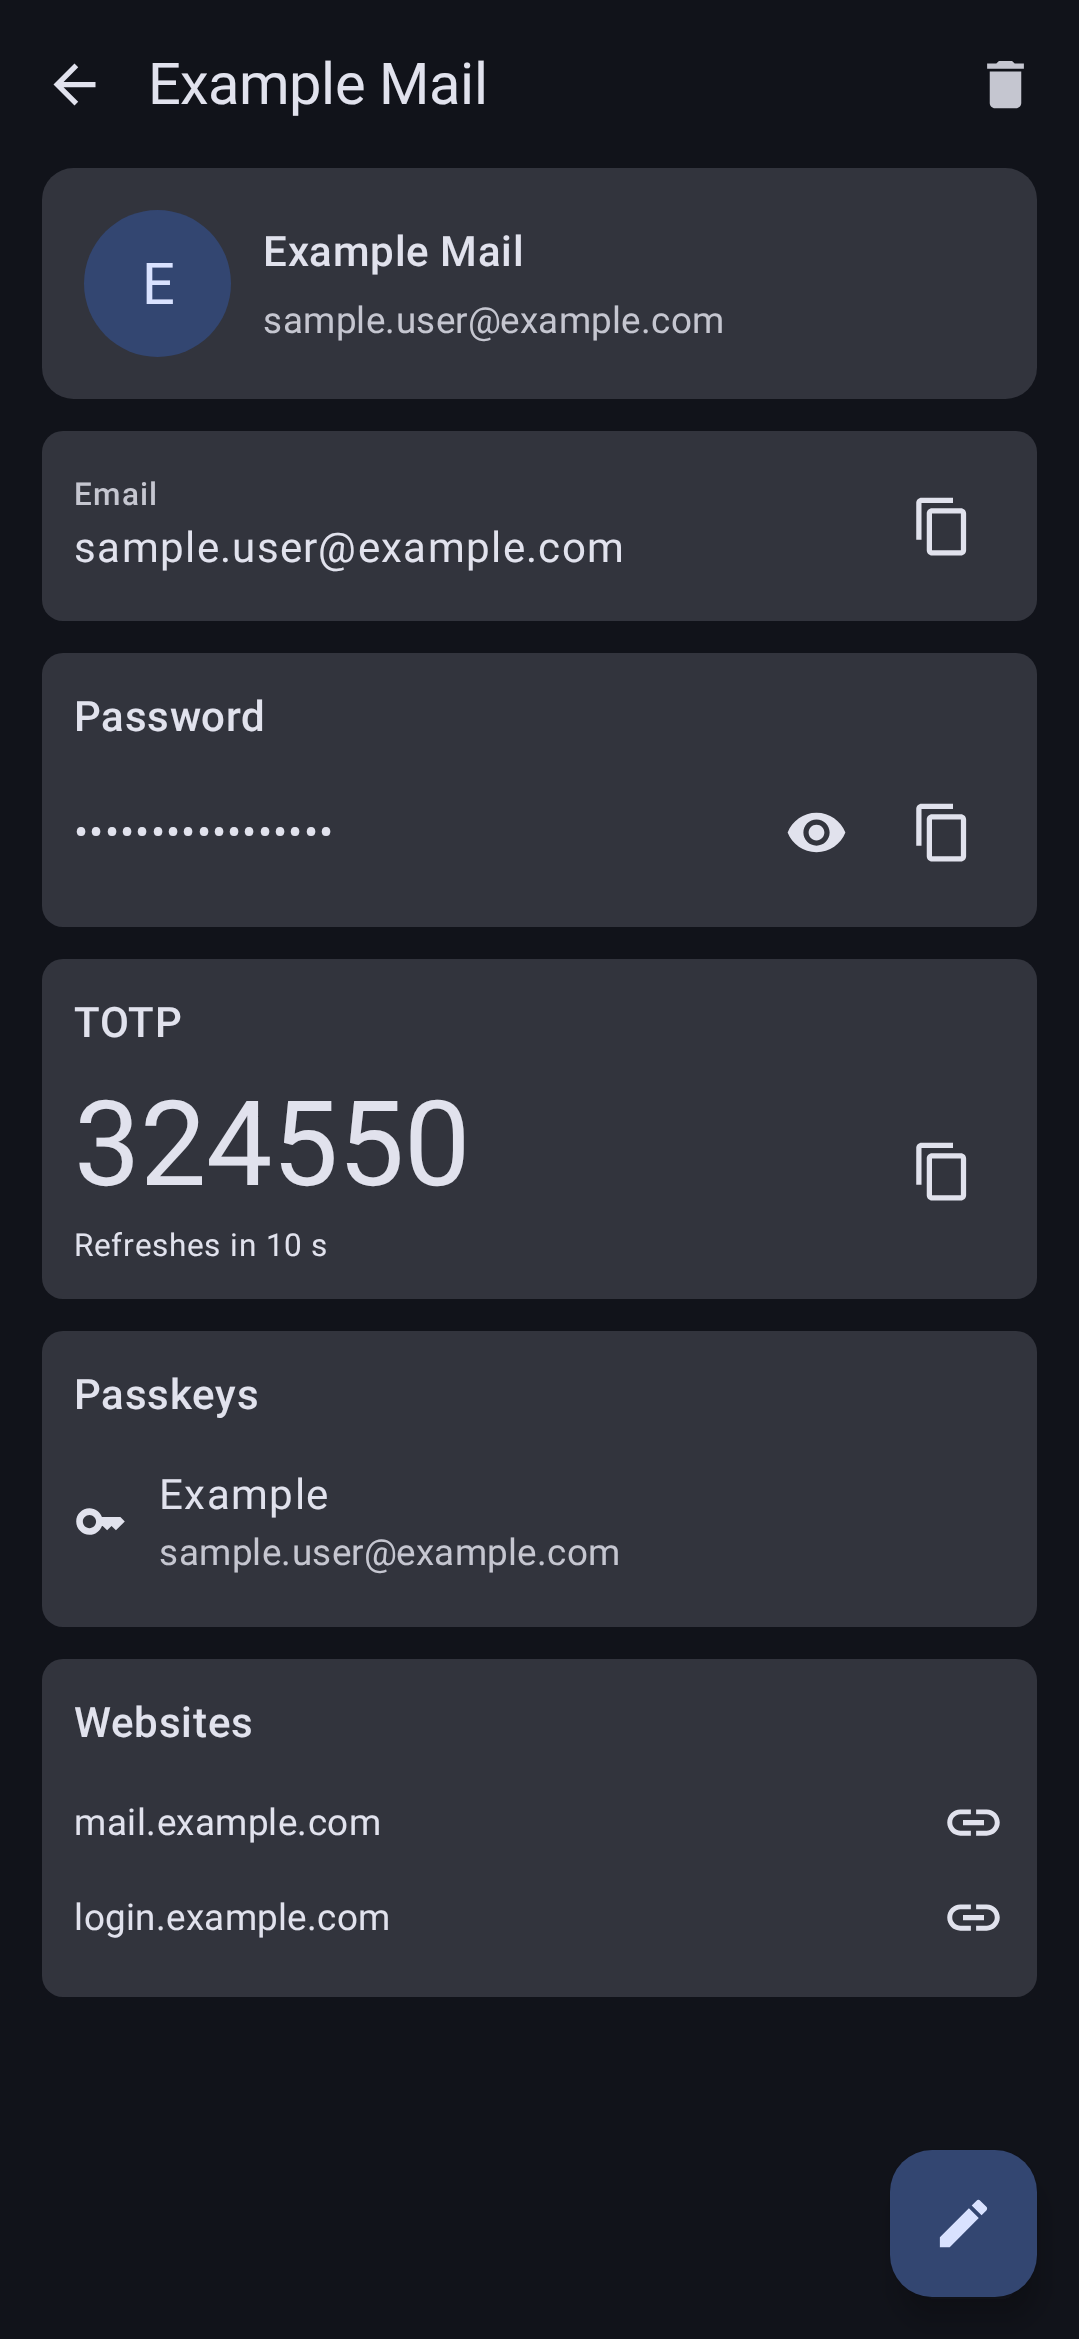 Example Mail
E
Example Mail
sample.user@example.com
Email
sample.user@example.com
Password
•••••••••••••••••
TOTP
324550
Refreshes in 10 s
Passkeys
Example
sample.user@example.com
Websites
mail.example.com
login.example.com